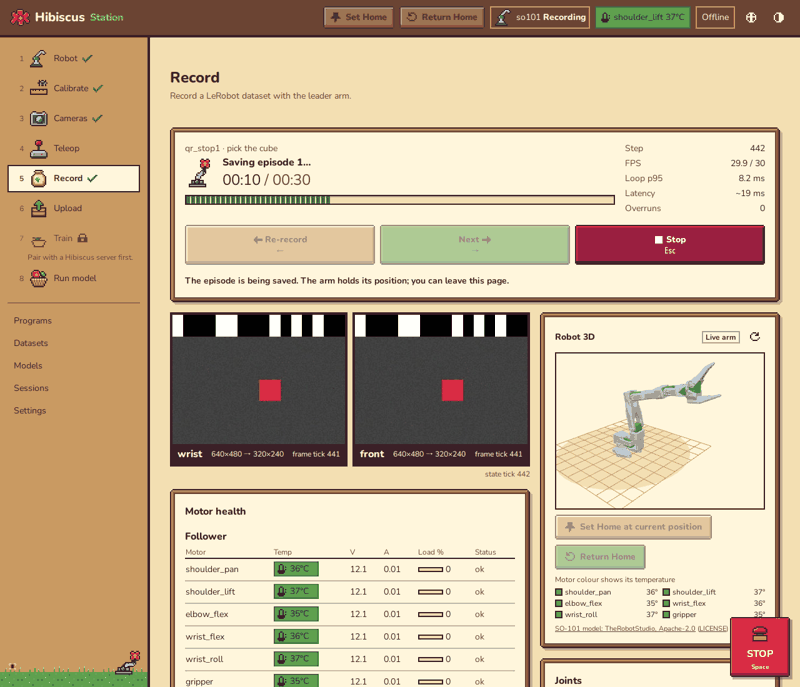 Hibiscus Station
Set Home
Return Home
so101 Recording
shoulder_lift 37°C
Offline
1 Robot
2 Calibrate
3 Cameras
4 Teleop
5 Record
6 Upload
7 Train
Pair with a Hibiscus server first.
8 Run model
Programs
Datasets
Models
Sessions
Settings
Record
Record a LeRobot dataset with the leader arm.
qr_stop1 · pick the cube
Saving episode 1...
00:10 / 00:30
Step 442
FPS 29.9 / 30
Loop p95 8.2 ms
Latency ~19 ms
Overruns 0
← Re-record
←
Next →
→
Stop
Esc
The episode is being saved. The arm holds its position; you can leave this page.
wrist 640×480 → 320×240 frame tick 441
front 640×480 → 320×240 frame tick 441
state tick 442
Motor health
Follower
Motor Temp V A Load % Status
shoulder_pan 36°C 12.1 0.01 0 ok
shoulder_lift 37°C 12.1 0.01 0 ok
elbow_flex 35°C 12.1 0.01 0 ok
wrist_flex 36°C 12.1 0.01 0 ok
wrist_roll 37°C 12.1 0.01 0 ok
gripper 35°C 12.1 0.01 0 ok
Robot 3D
Live arm
Set Home at current position
Return Home
Motor colour shows its temperature
shoulder_pan 36° shoulder_lift 37°
elbow_flex 35° wrist_flex 36°
wrist_roll 37° gripper 35°
SO-101 model: TheRobotStudio, Apache-2.0 (LICENSE)
STOP
Space
Joints